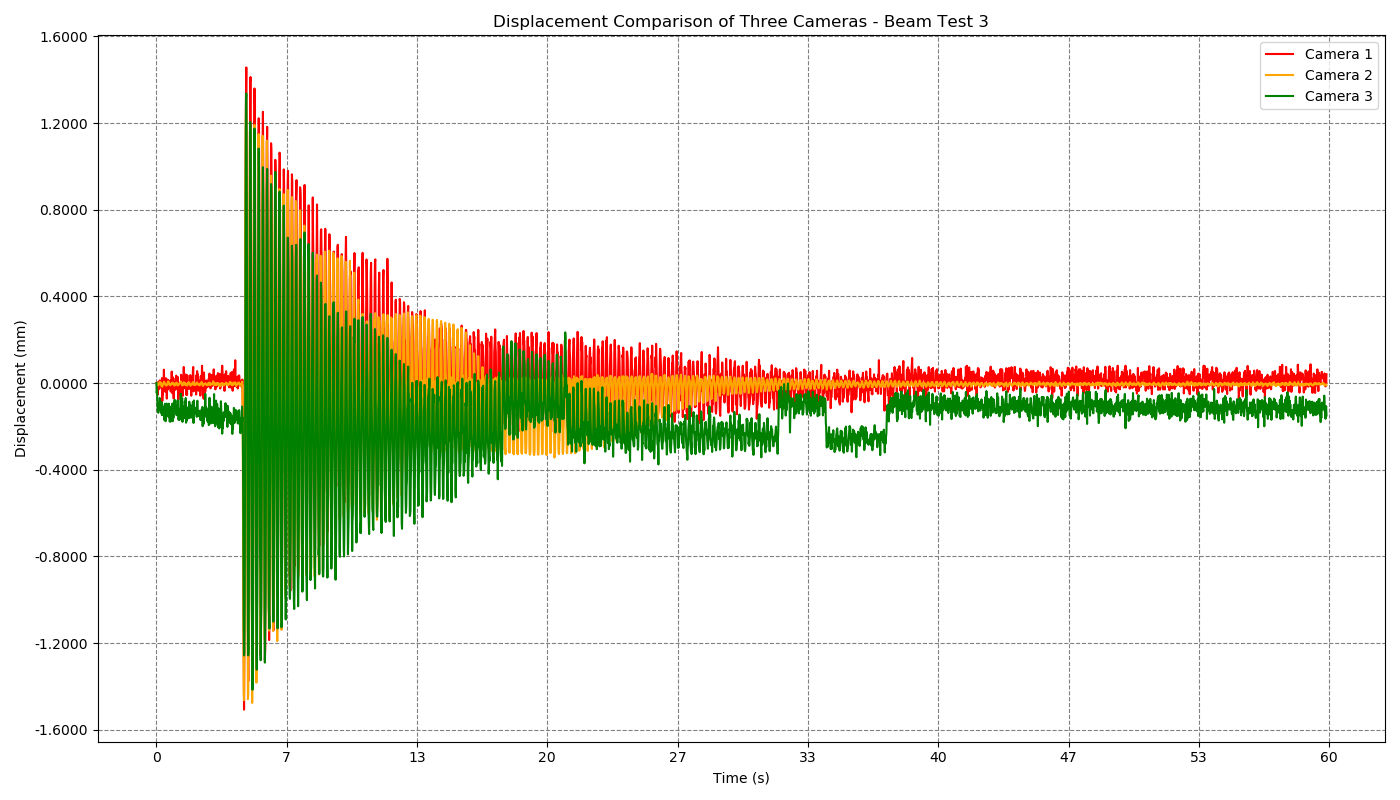 Displacement Comparison of Three Cameras - Beam Test 3
1.6000
1.2000
0.8000
0.4000
0.0000
-0.4000
-0.8000
-1.2000
-1.6000
Displacement (mm)
Camera 1
Camera 2
Camera 3
0 7 13 20 27 33 40 47 53 60
Time (s)